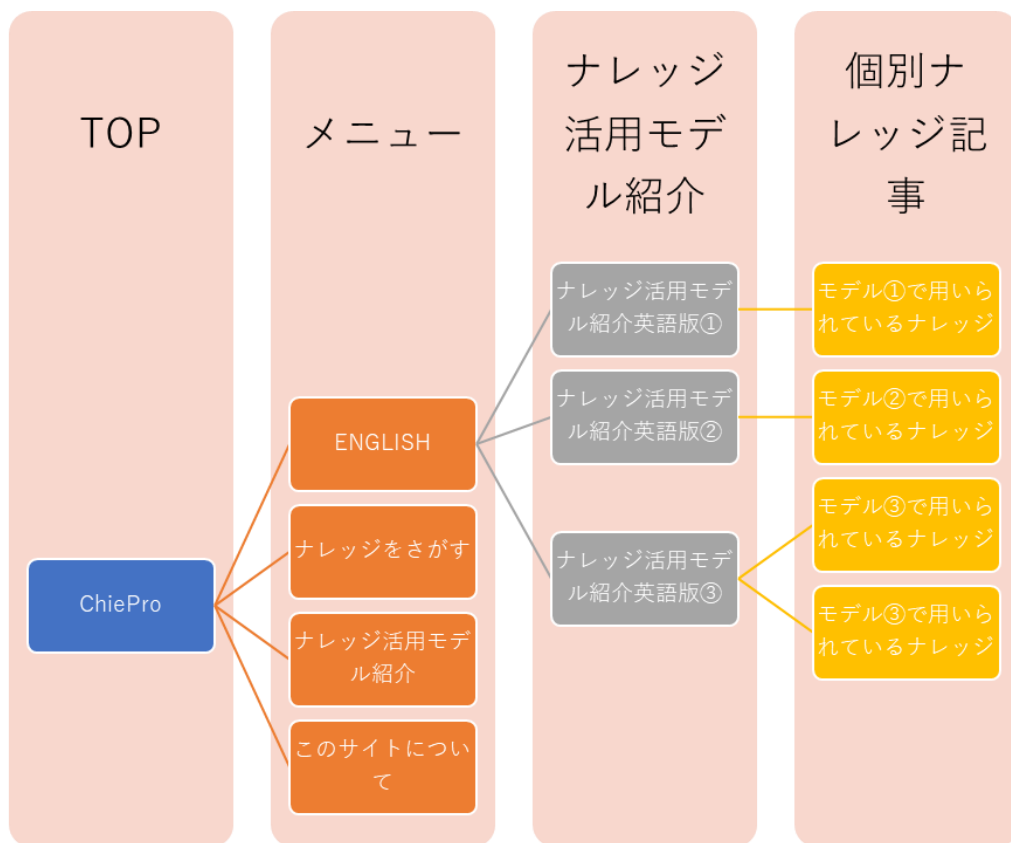 TOP
メニュー
ナレッジ
活用モデ
ル紹介
個別ナ
レッジ記
事
ChiePro
ENGLISH
ナレッジをさがす
ナレッジ活用モデ
ル紹介
このサイトについ
て
ナレッジ活用モデ
ル紹介英語版①
ナレッジ活用モデ
ル紹介英語版②
ナレッジ活用モデ
ル紹介英語版③
モデル①で用いら
れているナレッジ
モデル②で用いら
れているナレッジ
モデル③で用いら
れているナレッジ
モデル③で用いら
れているナレッジ